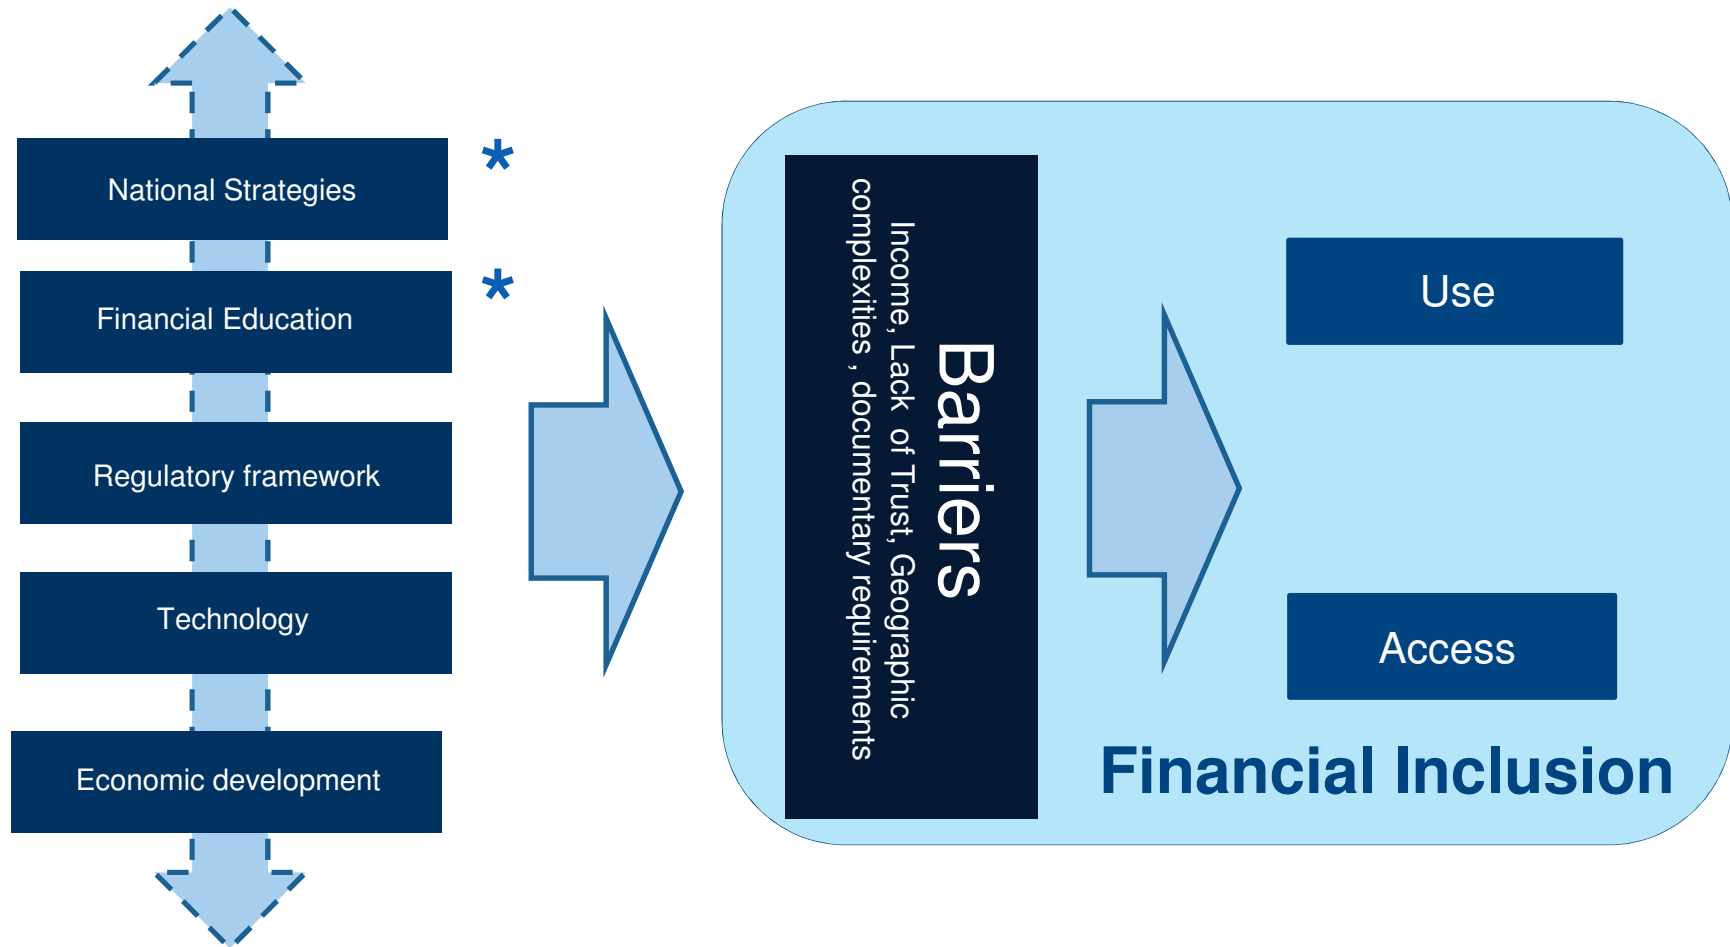 National Strategies
*
Financial Education
*
Regulatory framework
Technology
Economic development
Barriers
Income, Lack of Trust, Geographic
complexities , documentary requirements
Use
Access
Financial Inclusion